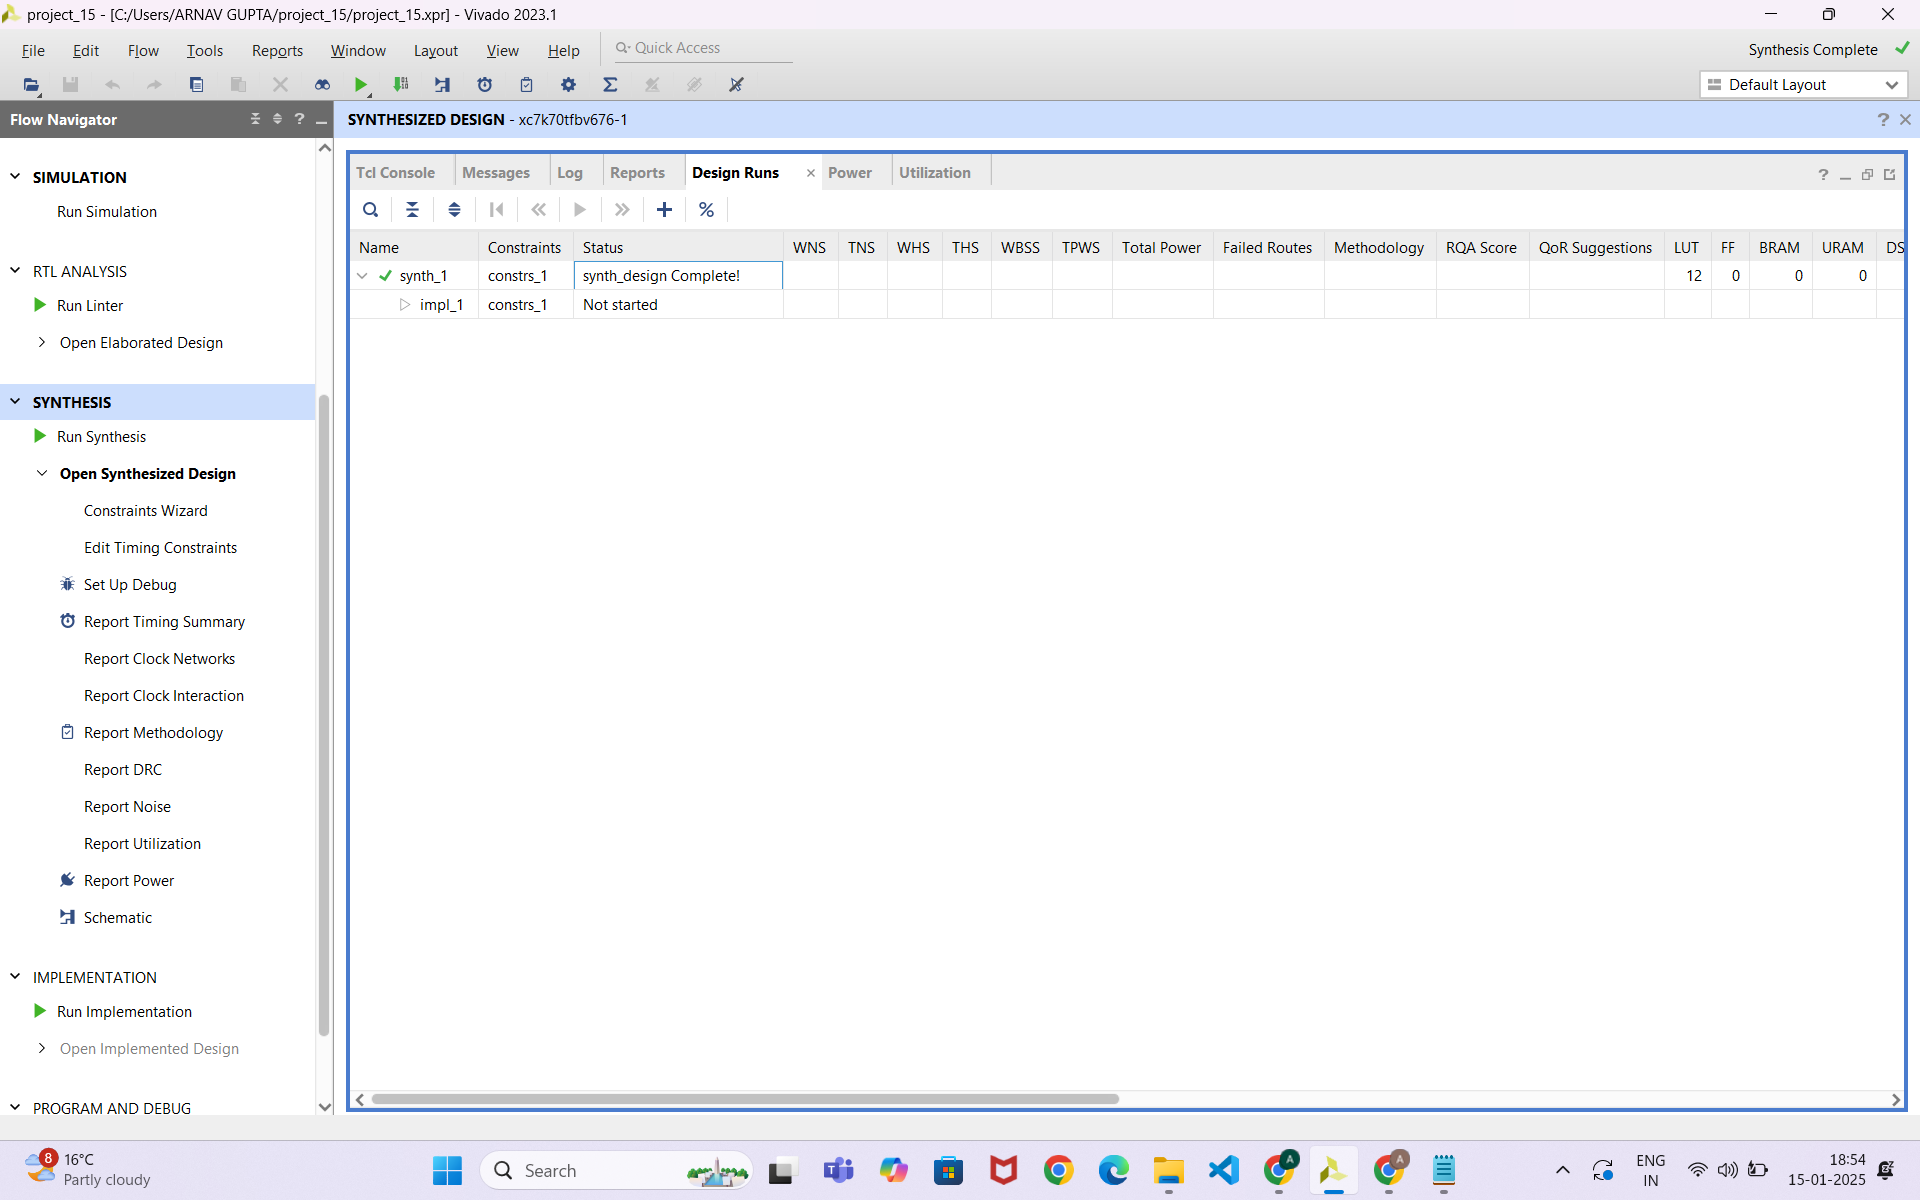 project_15 - [C:/Users/ARNAV GUPTA/project_15/project_15.xpr] - Vivado 2023.1
File Edit Flow Tools Reports Window Layout View Help Quick Access Synthesis Complete
Default Layout
Flow Navigator
SYNTHESIZED DESIGN - xc7k70tfbv676-1
SIMULATION
Run Simulation
RTL ANALYSIS
Run Linter
Open Elaborated Design
SYNTHESIS
Run Synthesis
Open Synthesized Design
Constraints Wizard
Edit Timing Constraints
Set Up Debug
Report Timing Summary
Report Clock Networks
Report Clock Interaction
Report Methodology
Report DRC
Report Noise
Report Utilization
Report Power
Schematic
IMPLEMENTATION
Run Implementation
Open Implemented Design
PROGRAM AND DEBUG
Tcl Console Messages Log Reports Design Runs Power Utilization
Name Constraints Status WNS TNS WHS THS WBSS TPWS Total Power Failed Routes Methodology RQA Score QoR Suggestions LUT FF BRAM URAM DS
synth_1 constrs_1 synth_design Complete! 12 0 0 0
impl_1 constrs_1 Not started
8
16°C
Partly cloudy
Search
A
A
ENG
IN
18:54
15-01-2025